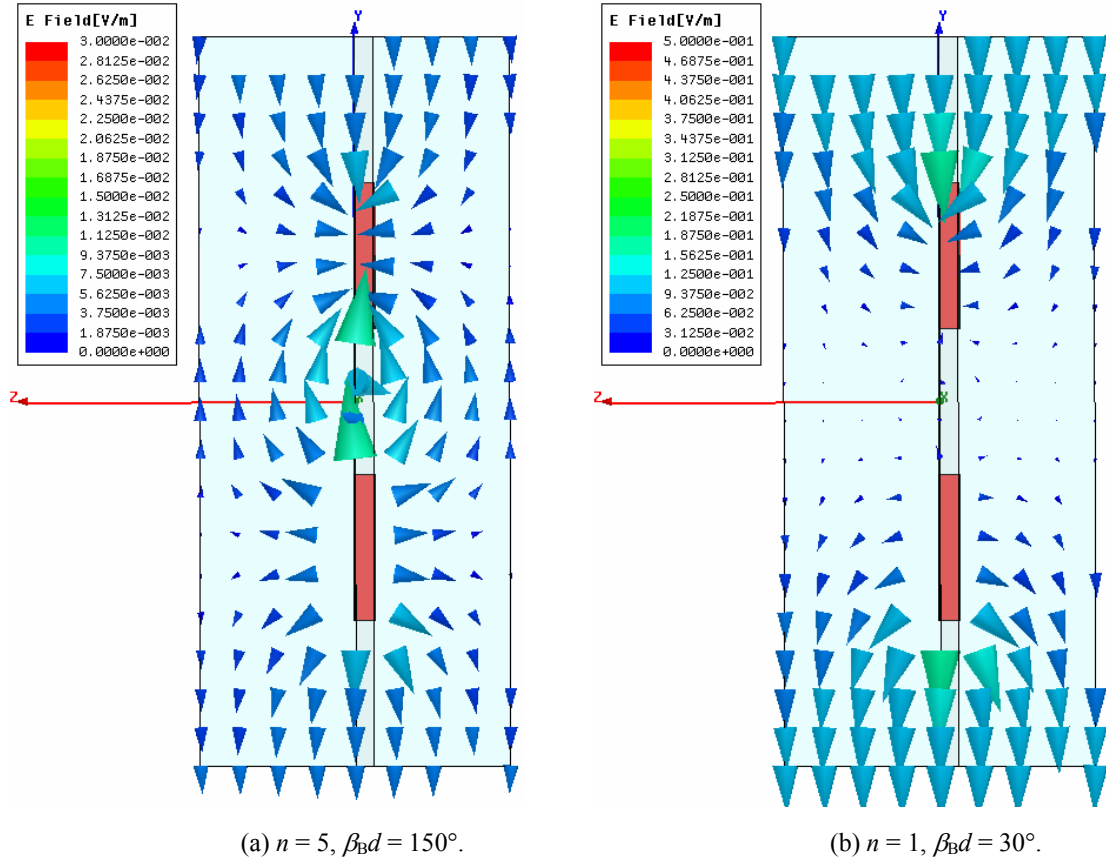 E Field[V/m]
3.0000e-002
2.8125e-002
2.6250e-002
2.4375e-002
2.2500e-002
2.0625e-002
1.8750e-002
1.6875e-002
1.5000e-002
1.3125e-002
1.1250e-002
9.3750e-003
7.5000e-003
5.6250e-003
3.7500e-003
1.8750e-003
0.0000e+000
Y
Z
E Field[V/m]
5.0000e-001
4.6875e-001
4.3750e-001
4.0625e-001
3.7500e-001
3.4375e-001
3.1250e-001
2.8125e-001
2.5000e-001
2.1875e-001
1.8750e-001
1.5625e-001
1.2500e-001
9.3750e-002
6.2500e-002
3.1250e-002
0.0000e+000
Y
Z
X
(a) n = 5, β_Bd = 150°.
(b) n = 1, β_Bd = 30°.